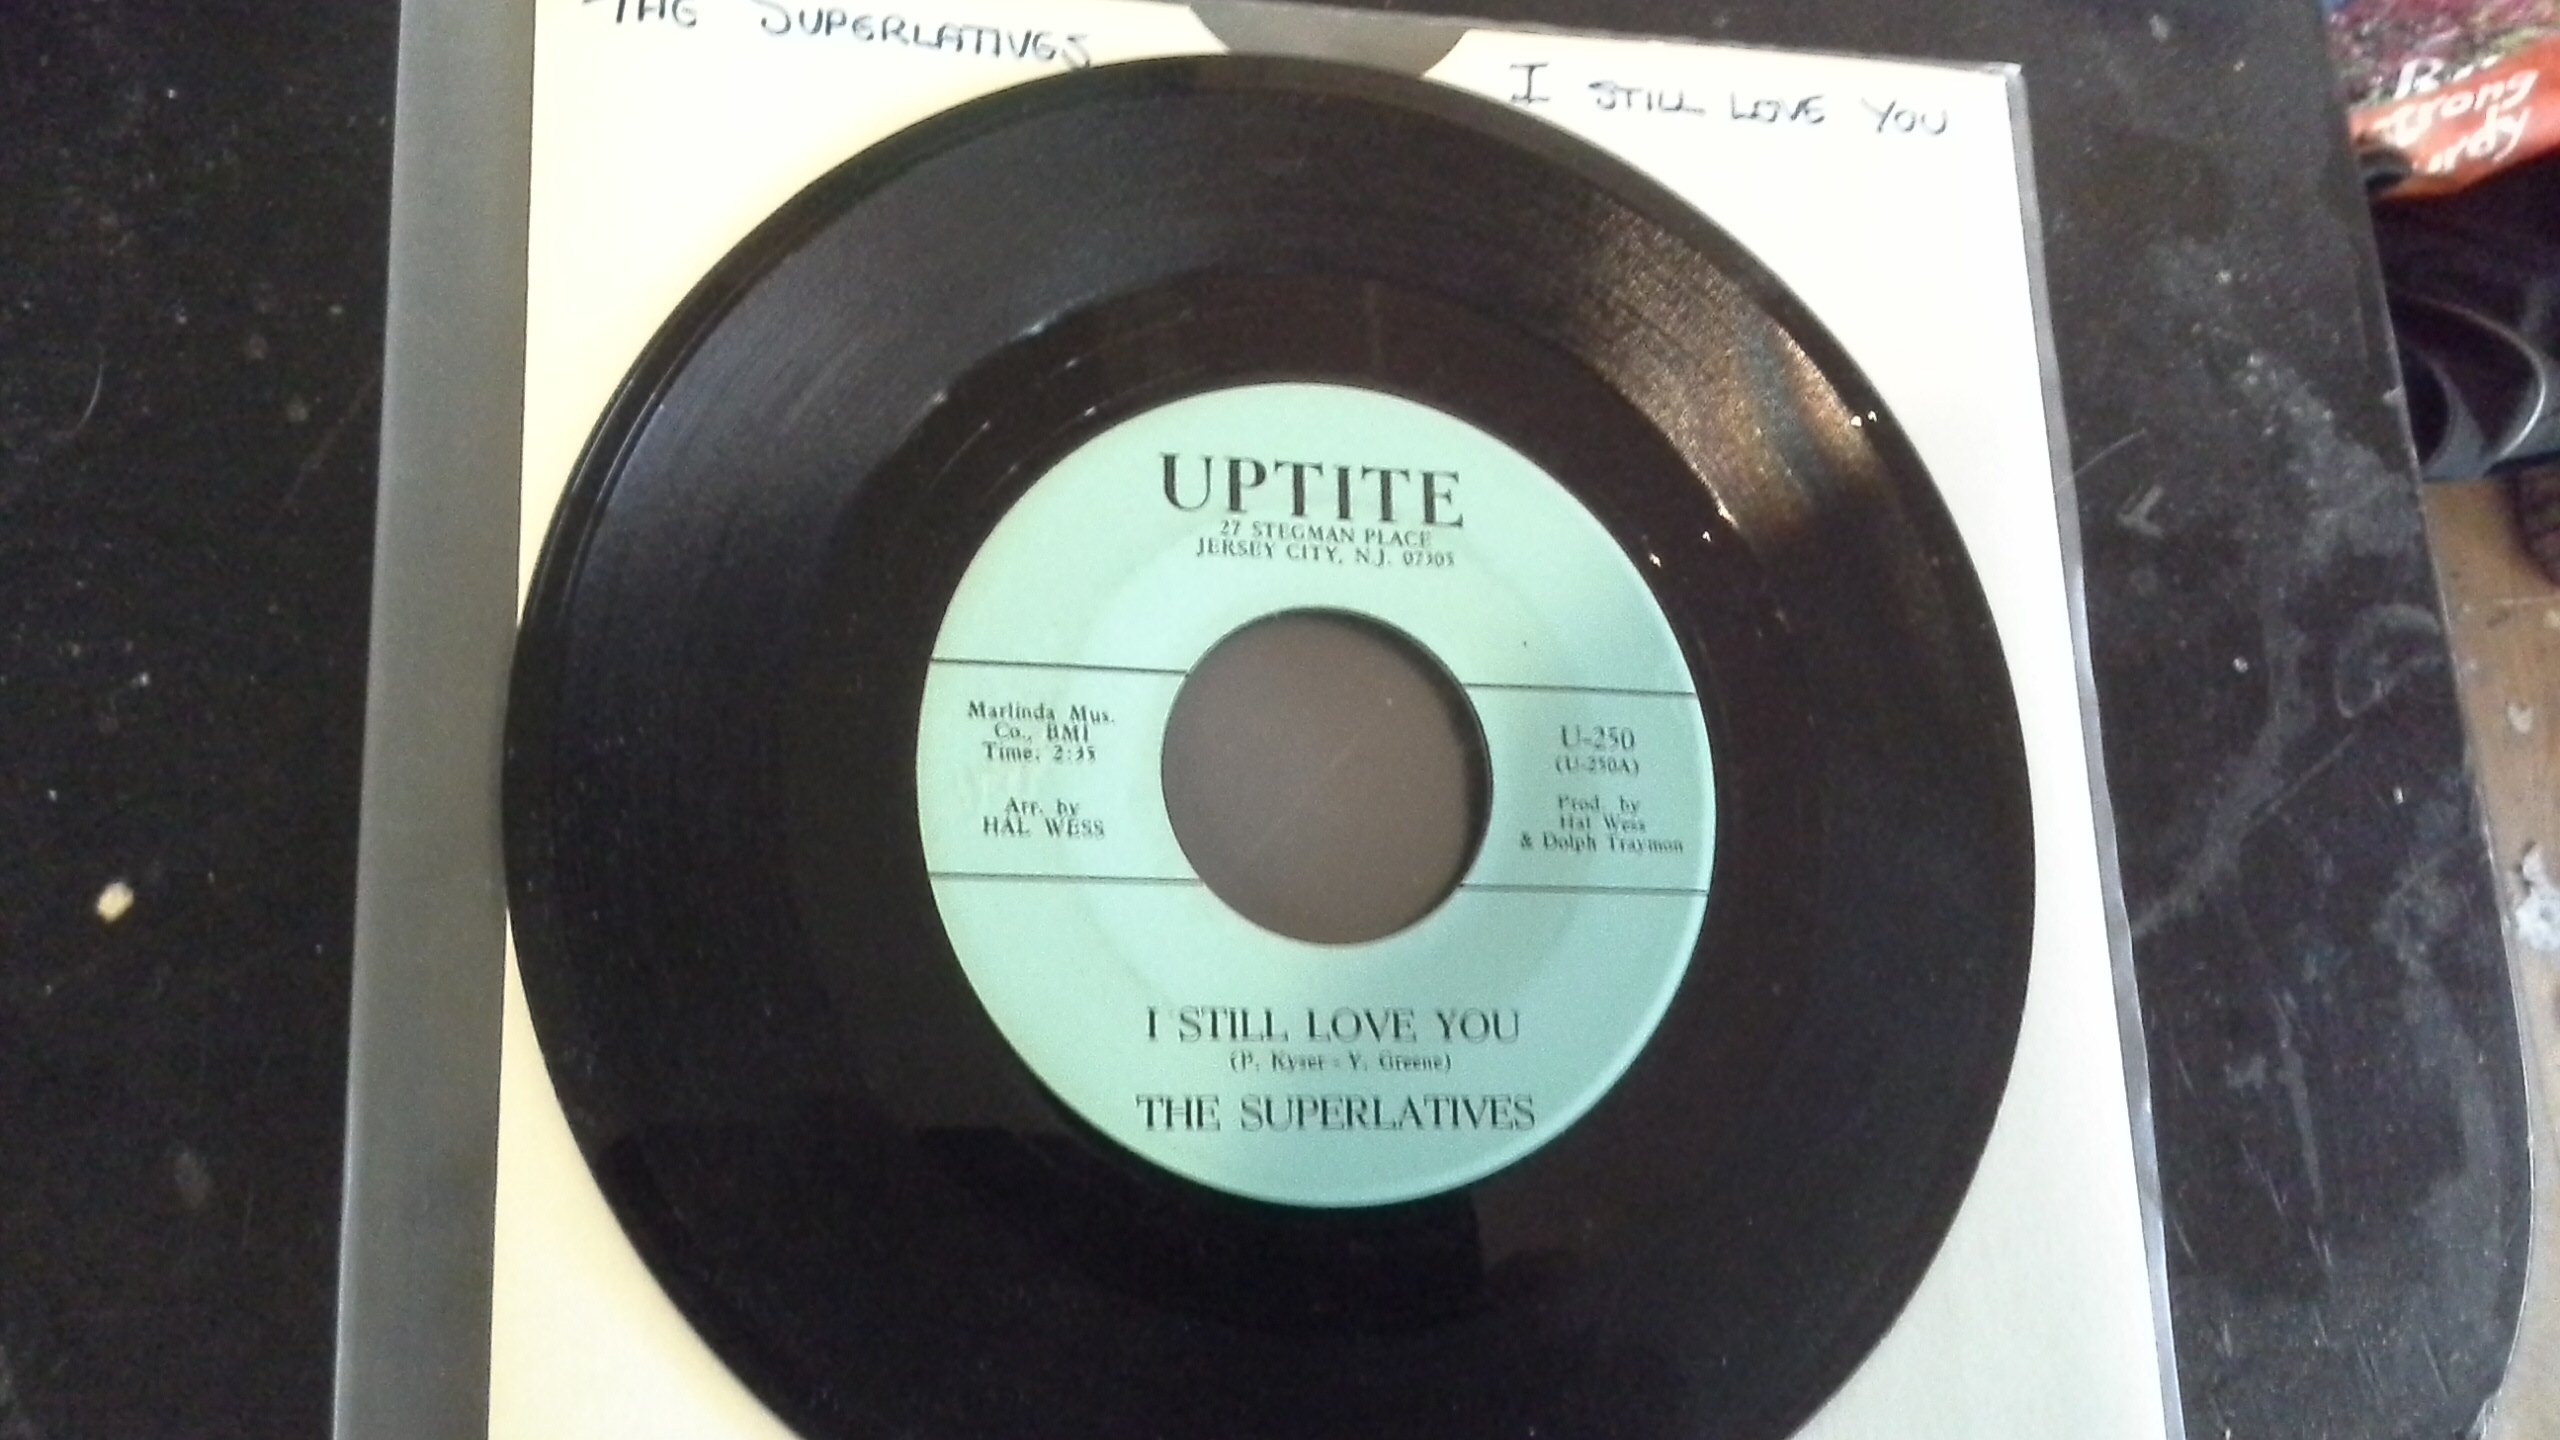 THE SUPERLATIVES
I STILL LOVE YOU
UPTITE
27 STEGMAN PLACE
JERSEY CITY, N.J. 07305
Marlinda Mus.
Co., BMI
Time: 2:35
Arr. by
HAL WESS
U-250
(U-250A)
Prod. by
Hal Wess
& Dolph Traymon
I STILL LOVE YOU
(P. Kyser - Y. Greene)
THE SUPERLATIVES